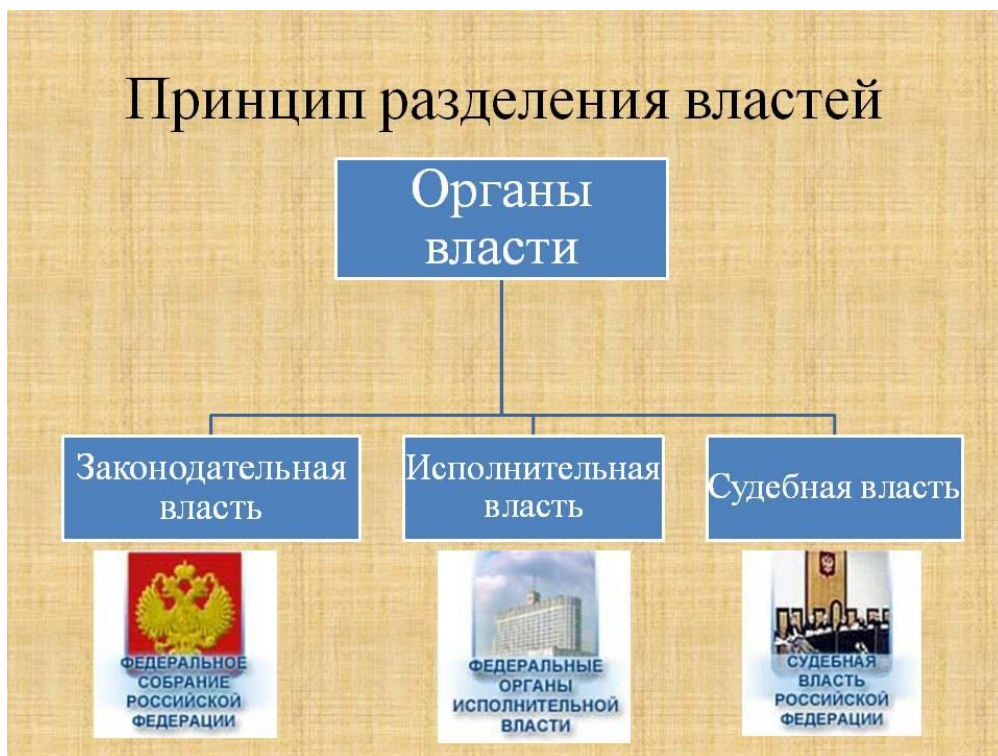 Принцип разделения властей
Органы
власти
Законодательная
власть
Исполнительная
власть
Судебная власть
ФЕДЕРАЛЬНОЕ
СОБРАНИЕ
РОССИЙСКОЙ
ФЕДЕРАЦИИ
ФЕДЕРАЛЬНЫЕ
ОРГАНЫ
ИСПОЛНИТЕЛЬНОЙ
ВЛАСТИ
СУДЕБНАЯ
ВЛАСТЬ
РОССИЙСКОЙ
ФЕДЕРАЦИИ